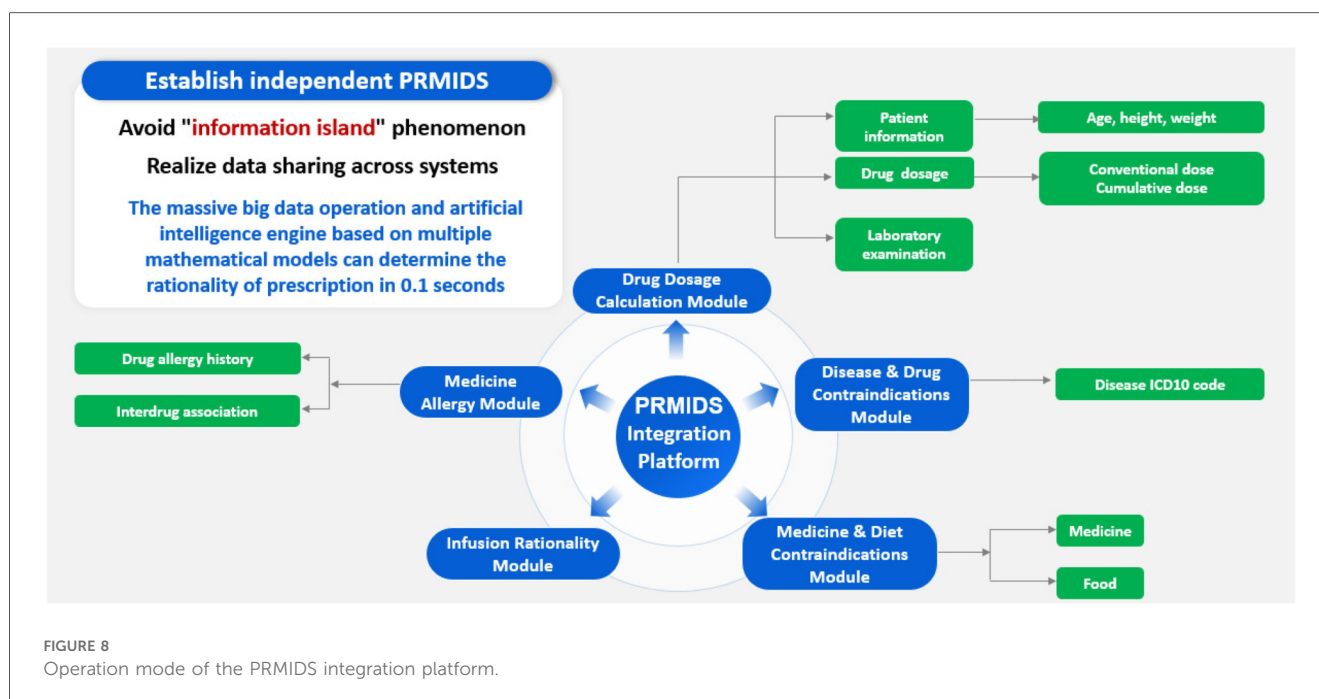 Establish independent PRMIDS
Avoid "information island" phenomenon
Realize data sharing across systems
The massive big data operation and artificial
intelligence engine based on multiple
mathematical models can determine the
rationality of prescription in 0.1 seconds
Patient
information
Age, height, weight
Drug dosage
Conventional dose
Cumulative dose
Laboratory
examination
Drug Dosage
Calculation Module
Drug allergy history
Interdrug association
Medicine
Allergy Module
Disease & Drug
Contraindications
Module
Disease ICD10 code
PRMIDS
Integration
Platform
Infusion Rationality
Module
Medicine & Diet
Contraindications
Module
Medicine
Food
FIGURE 8
Operation mode of the PRMIDS integration platform.